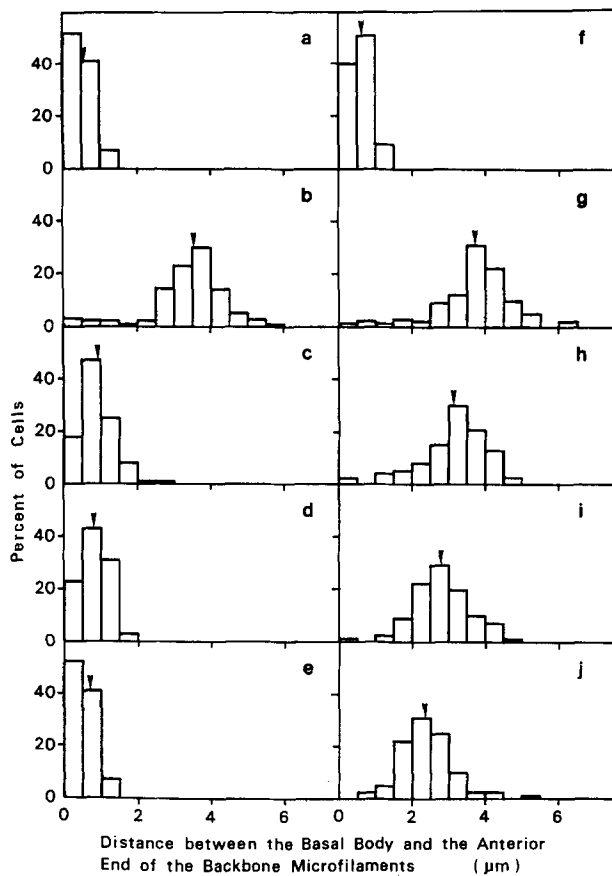 a
f
40
20
0
b
g
40
20
0
c
h
40
20
0
d
i
40
20
0
e
j
40
20
0
0 2 4 6 0 2 4 6
Percent of Cells
Distance between the Basal Body and the Anterior
End of the Backbone Microfilaments (µm)